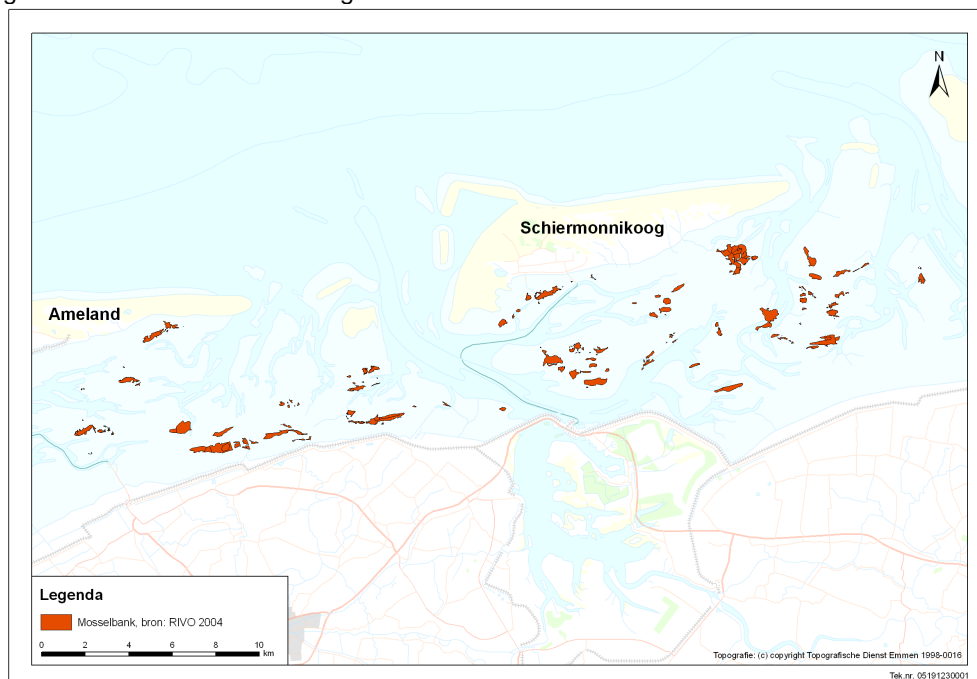 N
Schiermonnikoog
Ameland
Legenda
Mosselbank, bron: RIVO 2004
0 2 4 6 8 10
km
Topografie: (c) copyright Topografische Dienst Emmen 1998-0016
Tek.nr. 05191230001